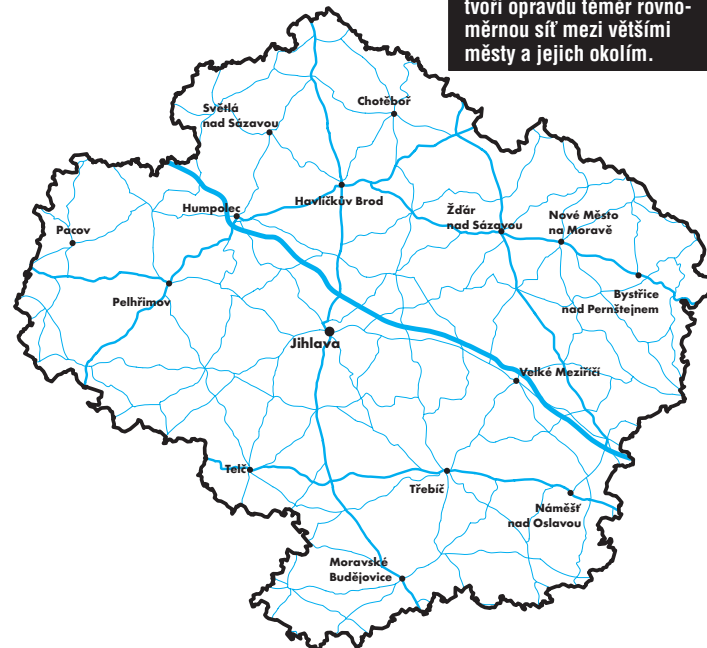 tvoří opravdu téměř rovno-
měrnou síť mezi většími
městy a jejich okolím.
Chotěboř
Světlá
nad Sázavou
Havlíčkův Brod
Humpolec
Žďár
nad Sázavou
Nové Město
na Moravě
Pacov
Bystřice
nad Pernštejnem
Pelhřimov
Jihlava
Velké Meziříčí
Telč
Třebíč
Náměšť
nad Oslavou
Moravské
Budějovice